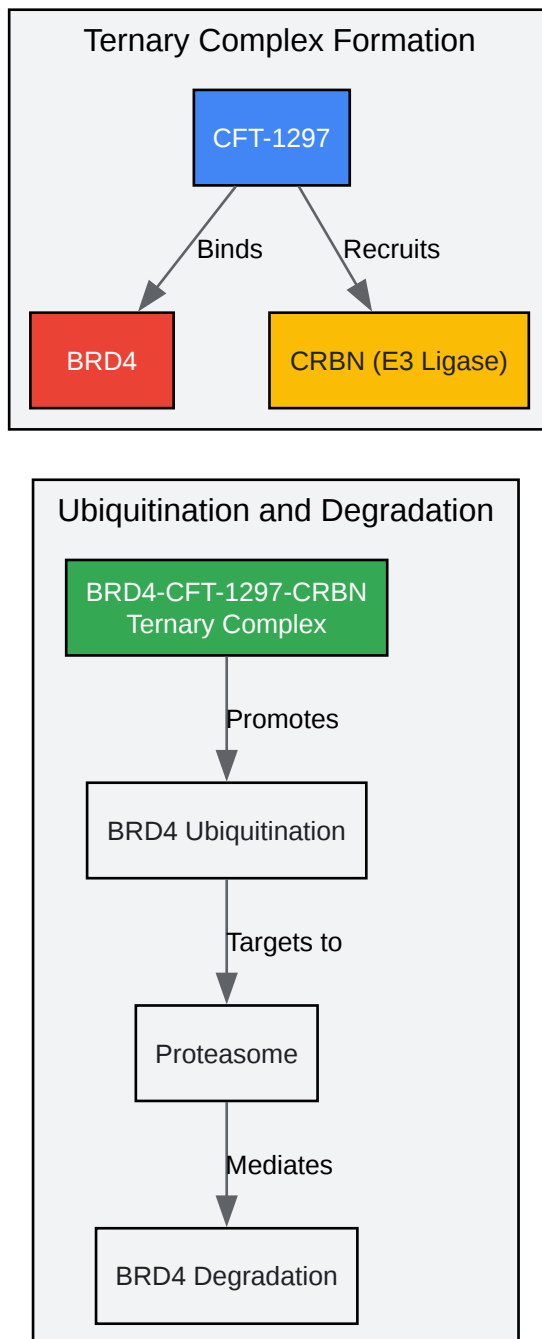 Ternary Complex Formation
CFT-1297
Binds
Recruits
BRD4
CRBN (E3 Ligase)
Ubiquitination and Degradation
BRD4-CFT-1297-CRBN
Ternary Complex
Promotes
BRD4 Ubiquitination
Targets to
Proteasome
Mediates
BRD4 Degradation